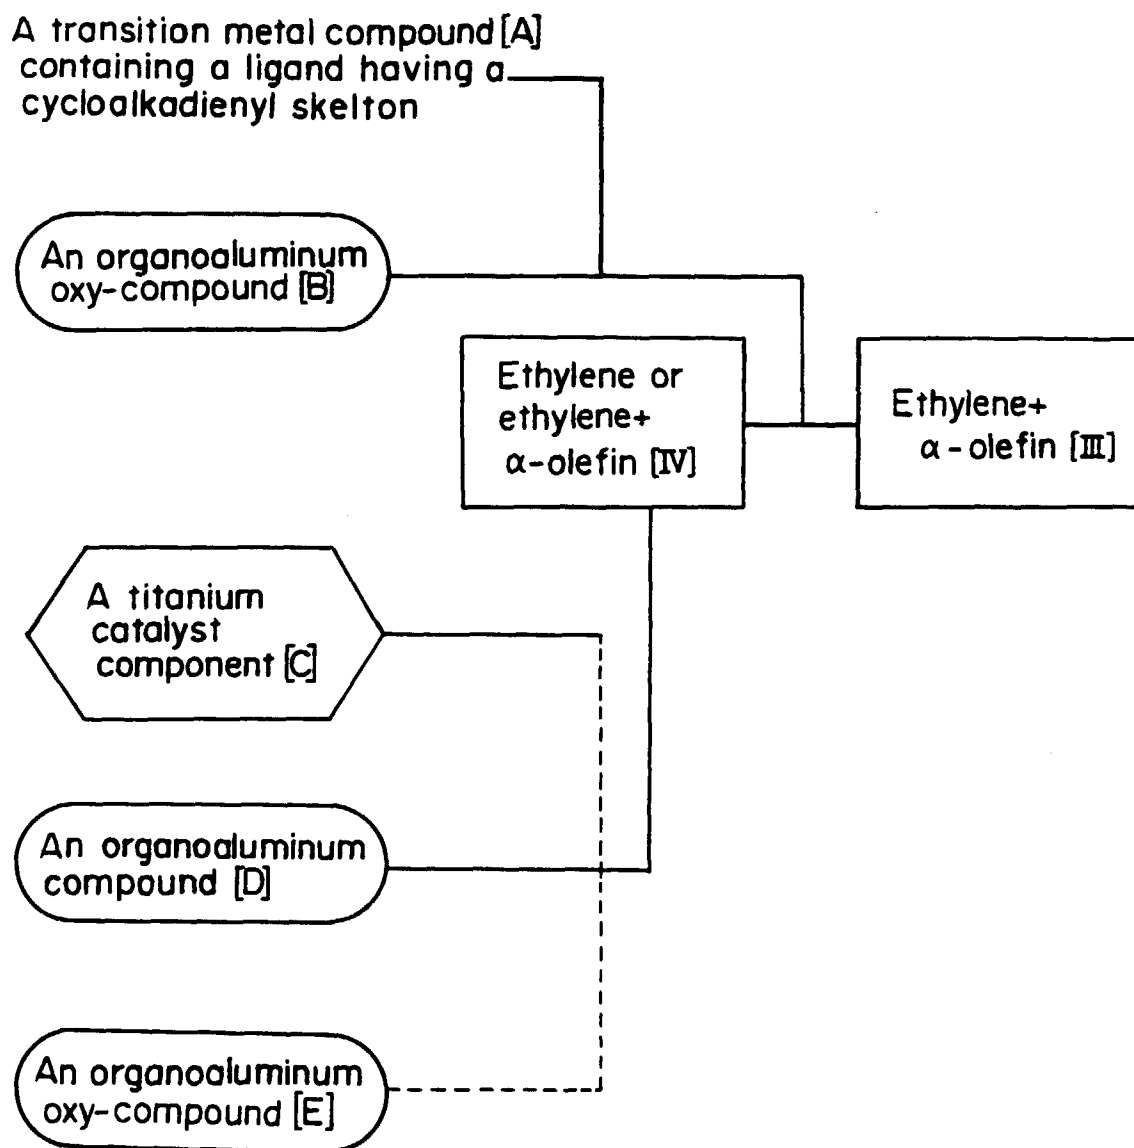 A transition metal compound [A]
containing a ligand having a
cycloalkadienyl skelton
An organoaluminum
oxy-compound [B]
Ethylene or
ethylene+
α-olefin [IV]
Ethylene+
α-olefin [III]
A titanium
catalyst
component [C]
An organoaluminum
compound [D]
An organoaluminum
oxy-compound [E]